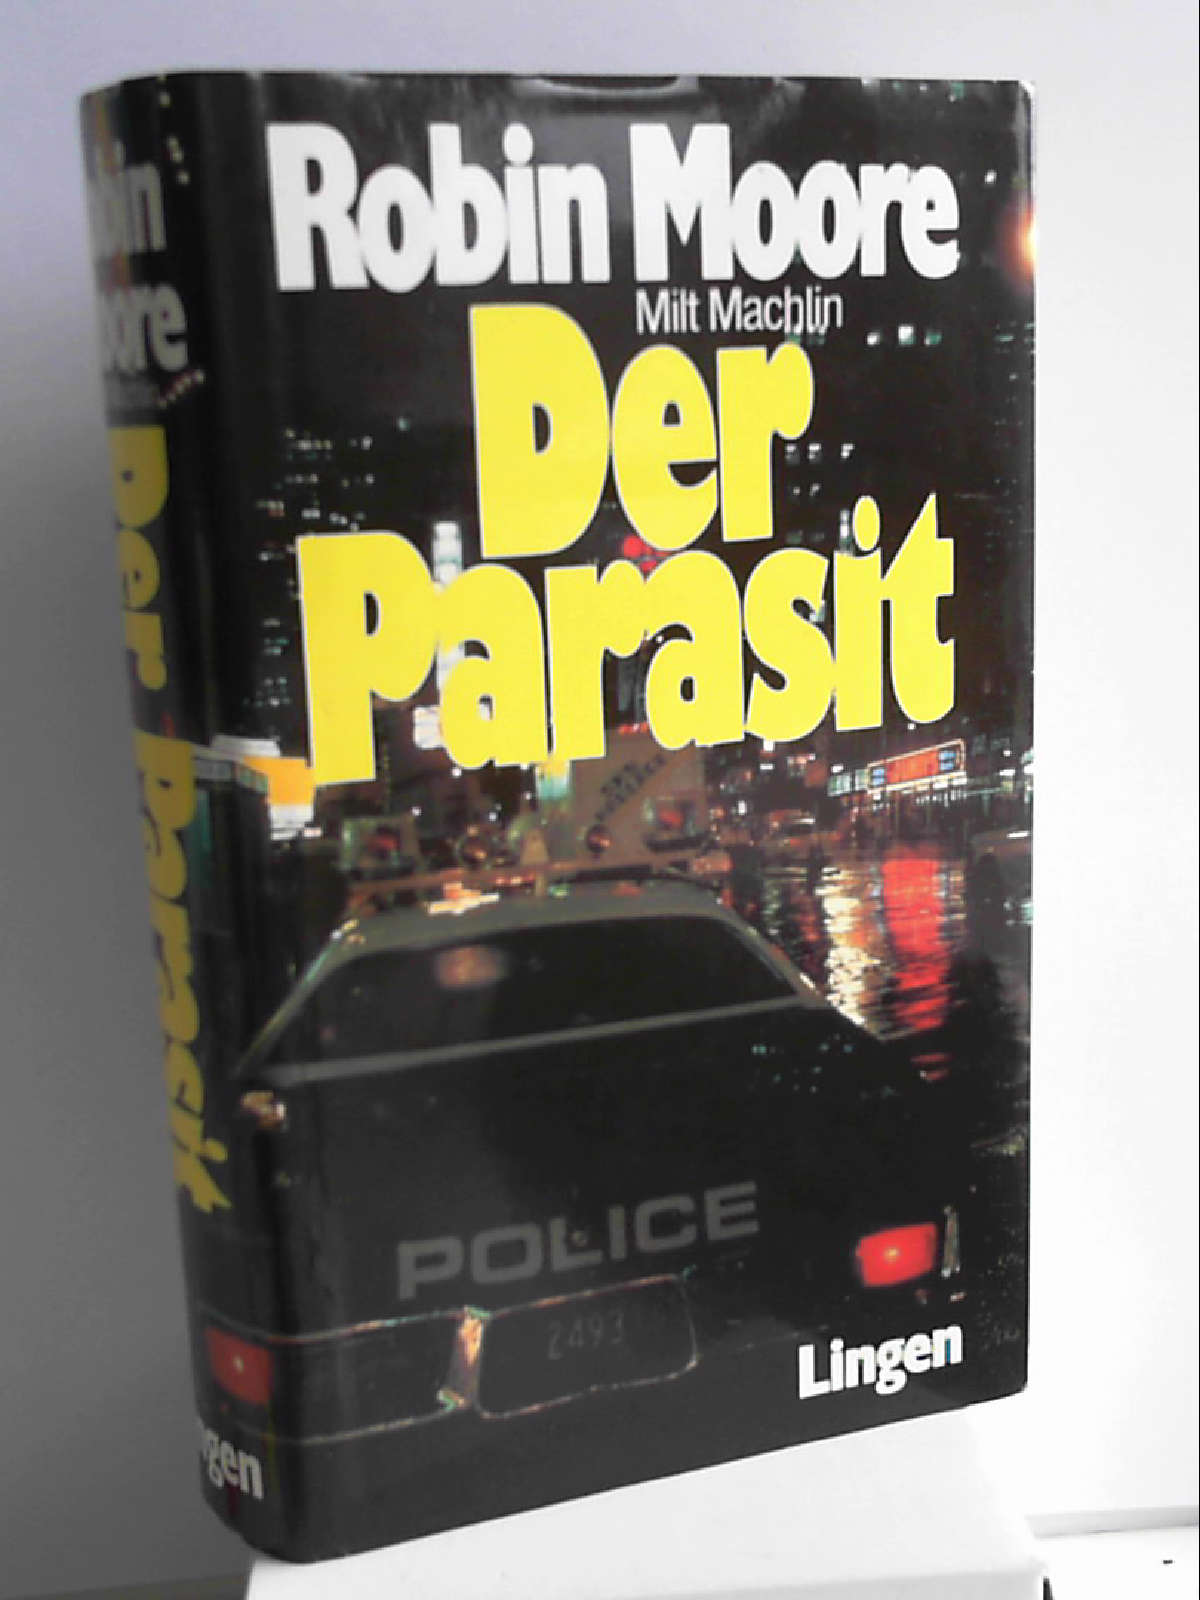 Robin Moore
Milt Machlin
Der
Parasit
POLICE
2493
Lingen
Der Parasit